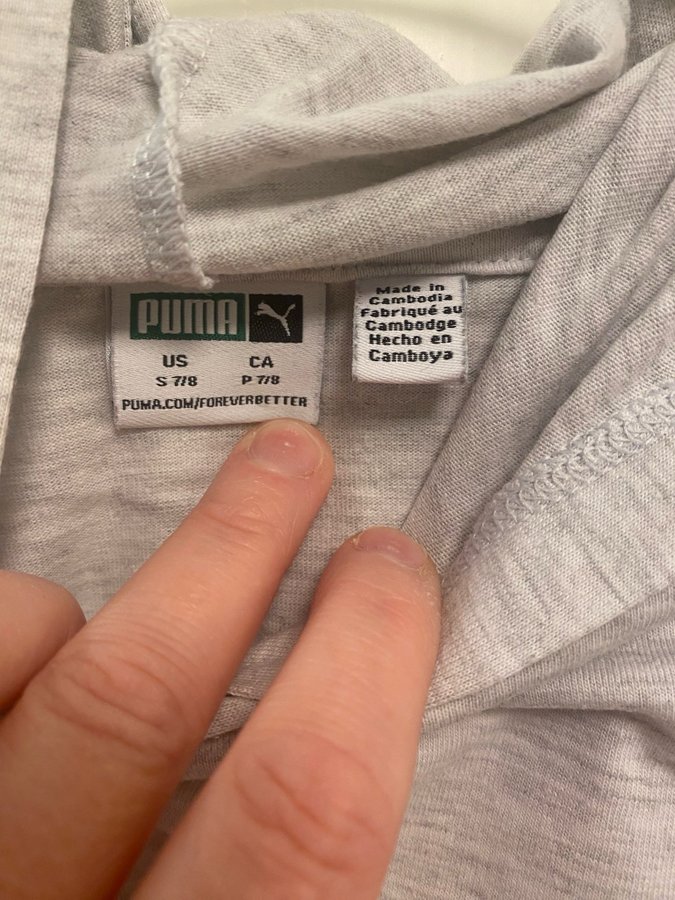 PUMA
US CA
S 7/8 P 7/8
PUMA.COM/FOREVERBETTER
Made in
Cambodia
Fabriqué au
Cambodge
Hecho en
Camboya